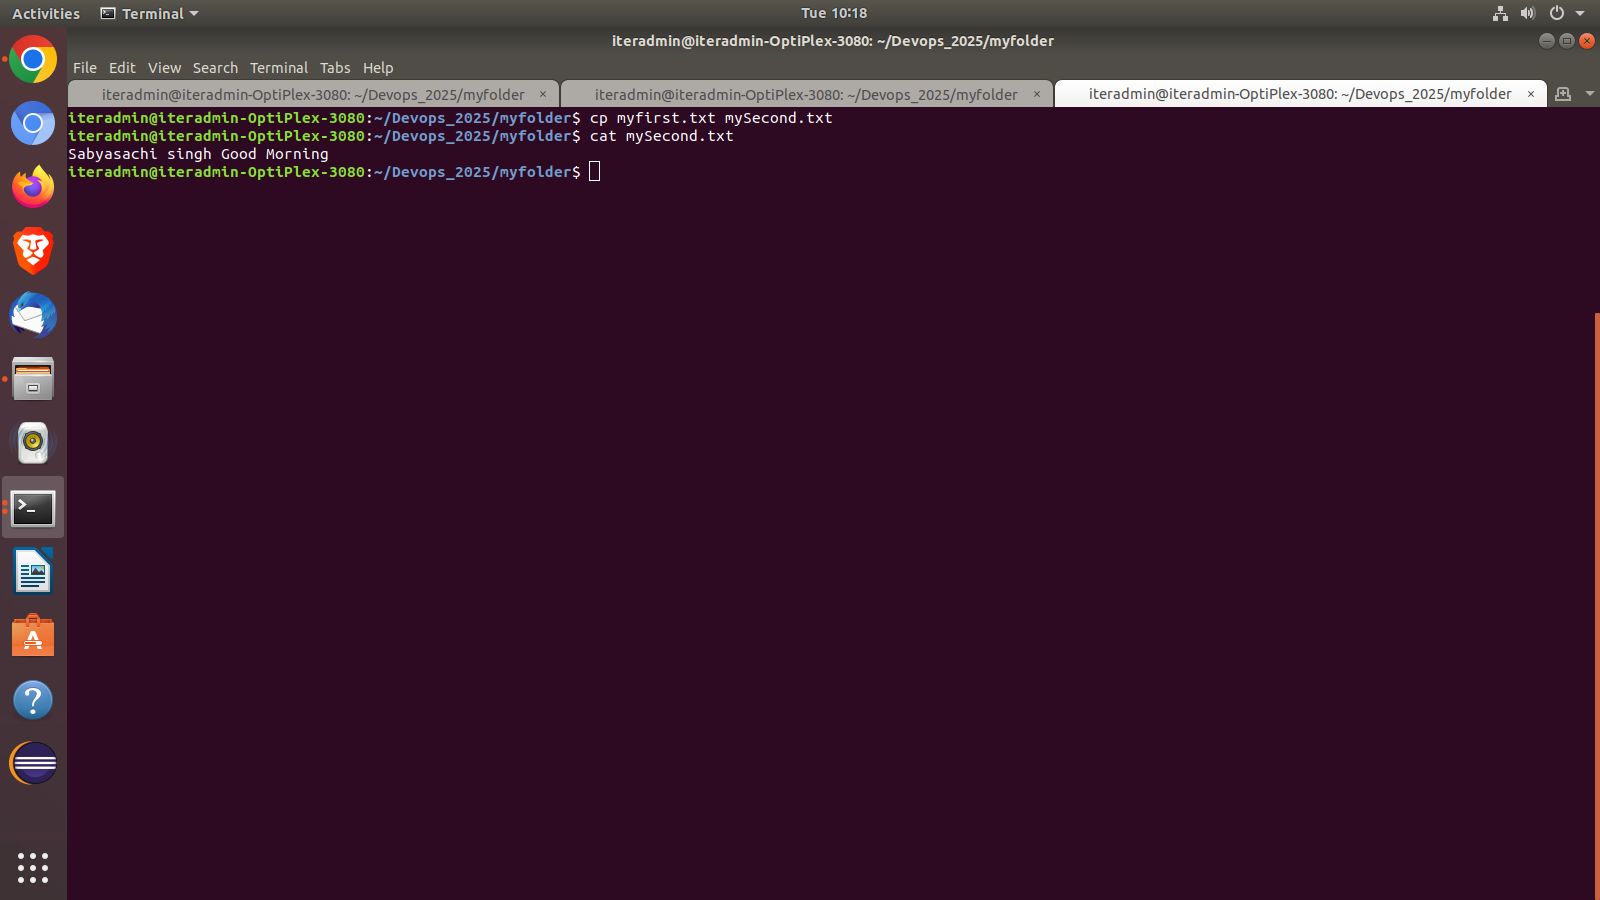 Activities Terminal Tue 10:18
iteradmin@iteradmin-OptiPlex-3080: ~/Devops_2025/myfolder
File Edit View Search Terminal Tabs Help
iteradmin@iteradmin-OptiPlex-3080: ~/Devops_2025/myfolder × iteradmin@iteradmin-OptiPlex-3080: ~/Devops_2025/myfolder × iteradmin@iteradmin-OptiPlex-3080: ~/Devops_2025/myfolder ×
iteradmin@iteradmin-OptiPlex-3080:~/Devops_2025/myfolder$ cp myfirst.txt mySecond.txt
iteradmin@iteradmin-OptiPlex-3080:~/Devops_2025/myfolder$ cat mySecond.txt
Sabyasachi singh Good Morning
iteradmin@iteradmin-OptiPlex-3080:~/Devops_2025/myfolder$